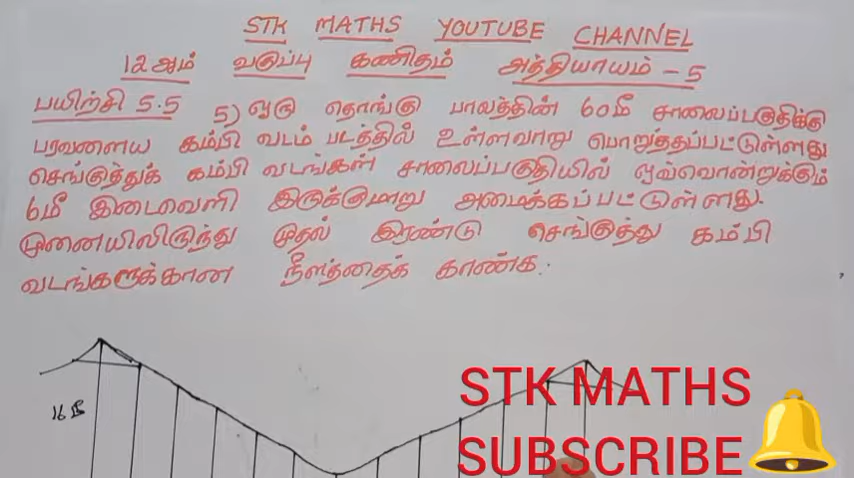 STK MATHS YOUTUBE CHANNEL
12ஆம் வகுப்பு கணிதம் அத்தியாயம் - 5
பயிற்சி 5.5 5) ஒரு தொங்கு பாலத்தின் 60மீ சாலைப்பகுதிக்கு
பரவளைய கம்பி வடம் படத்தில் உள்ளவாறு பொறுத்தப்பட்டுள்ளது
செங்குத்துக் கம்பி வடங்கள் சாலைப்பகுதியில் ஒவ்வொன்றுக்கும்
6மீ இடைவெளி இருக்குமாறு அமைக்கப்பட்டுள்ளது.
முனையிலிருந்து முதல் இரண்டு செங்குத்து கம்பி
வடங்களுக்கான நீளத்தைக் காண்க.
16மீ
STK MATHS
SUBSCRIBE